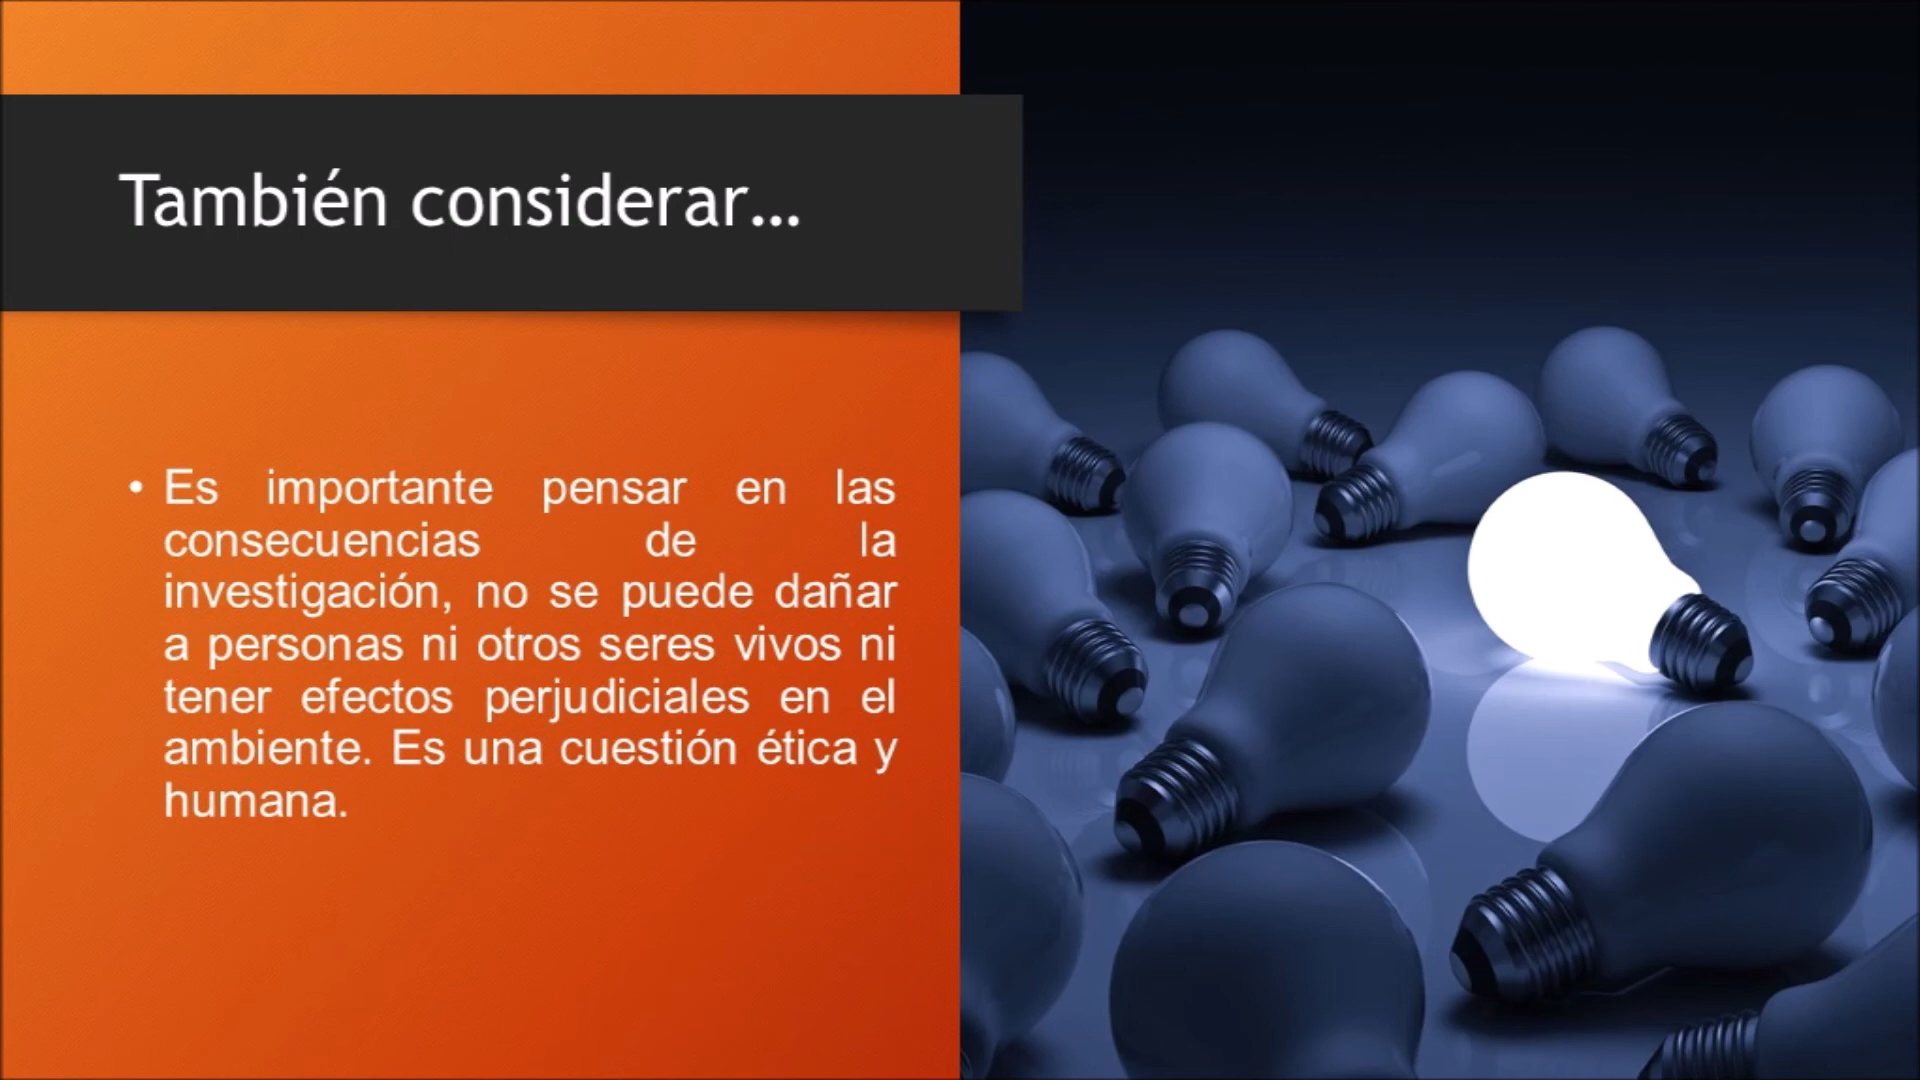 También considerar...
• Es importante pensar en las
consecuencias de la
investigación, no se puede dañar
a personas ni otros seres vivos ni
tener efectos perjudiciales en el
ambiente. Es una cuestión ética y
humana.